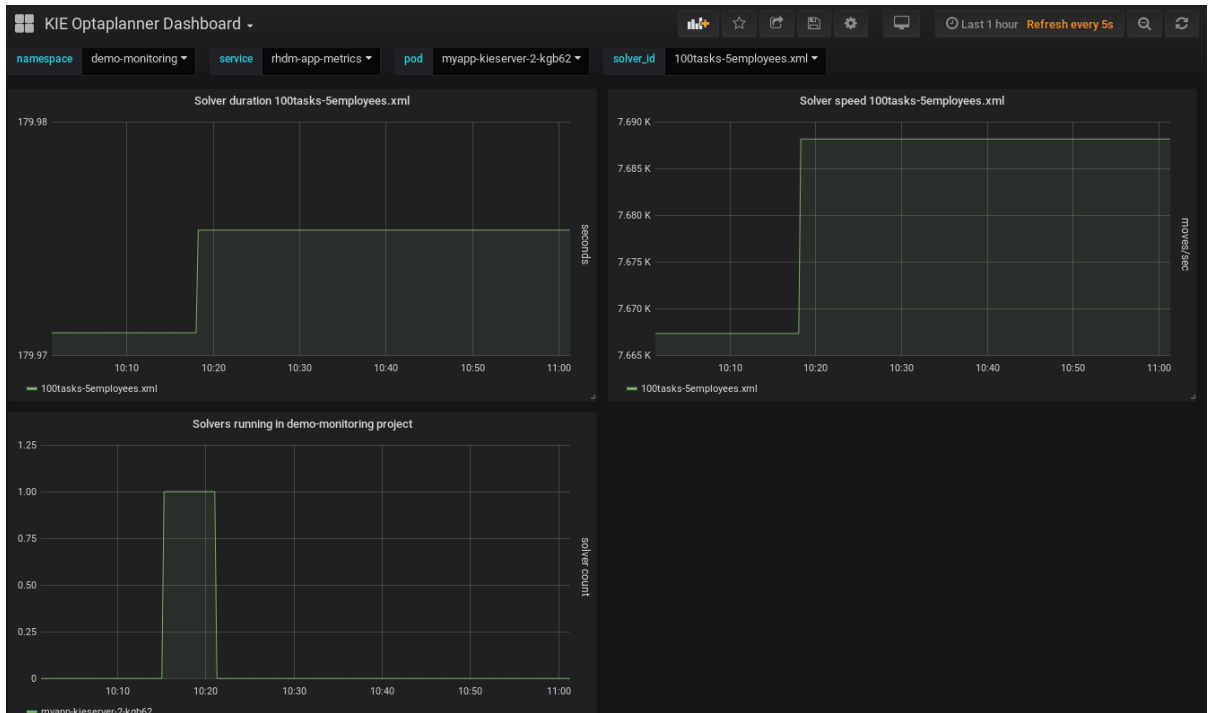 KIE Optaplanner Dashboard
Last 1 hour Refresh every 5s
namespace demo-monitoring service rhdm-app-metrics pod myapp-kieserver-2-kgb62 solver_id 100tasks-5employees.xml
Solver duration 100tasks-5employees.xml
179.98
179.97
10:10 10:20 10:30 10:40 10:50 11:00
seconds
100tasks-5employees.xml
Solver speed 100tasks-5employees.xml
7.690 K
7.685 K
7.680 K
7.675 K
7.670 K
7.665 K
10:10 10:20 10:30 10:40 10:50 11:00
moves/sec
100tasks-5employees.xml
Solvers running in demo-monitoring project
1.25
1.00
0.75
0.50
0.25
0
10:10 10:20 10:30 10:40 10:50 11:00
solver count
myapp-kieserver-2-kgb62